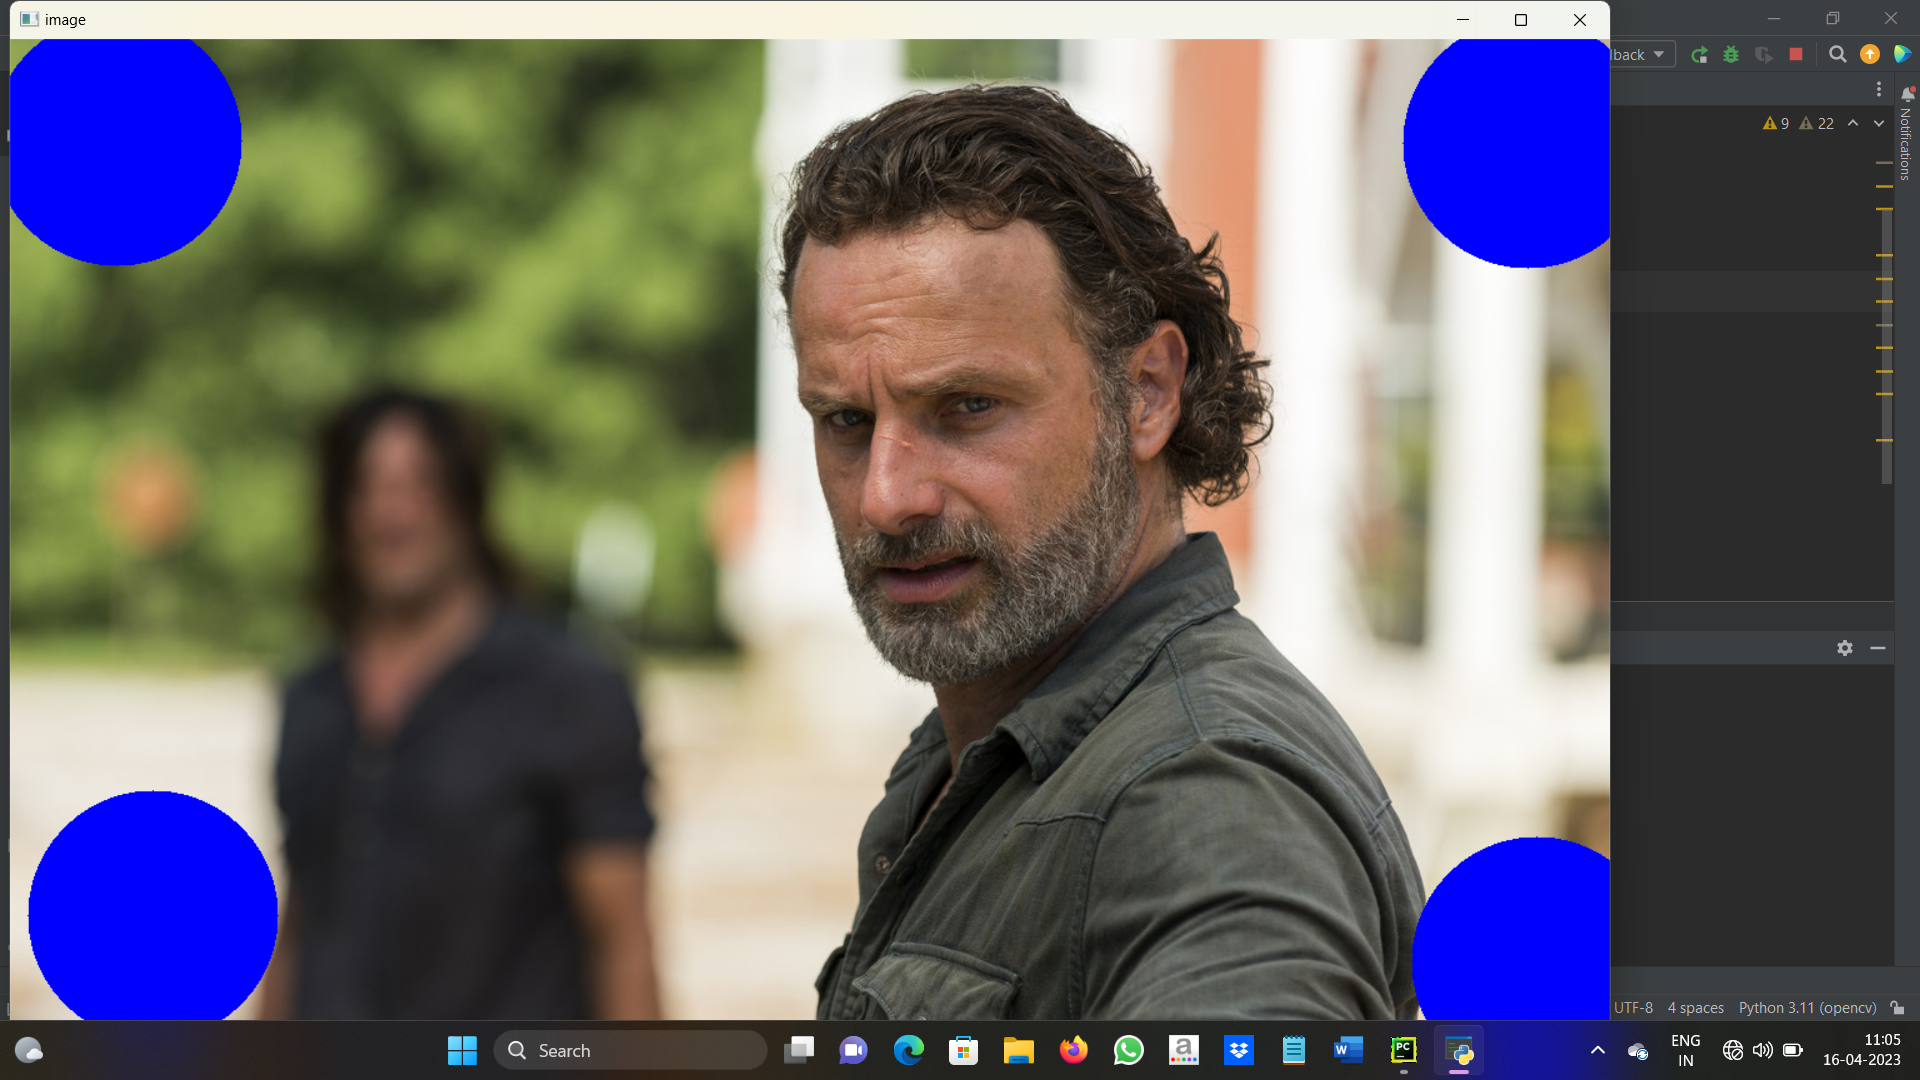 image
lback
9 22
Notifications
UTF-8 4 spaces Python 3.11 (opencv)
Search
a
W
PC
ENG
IN
11:05
16-04-2023